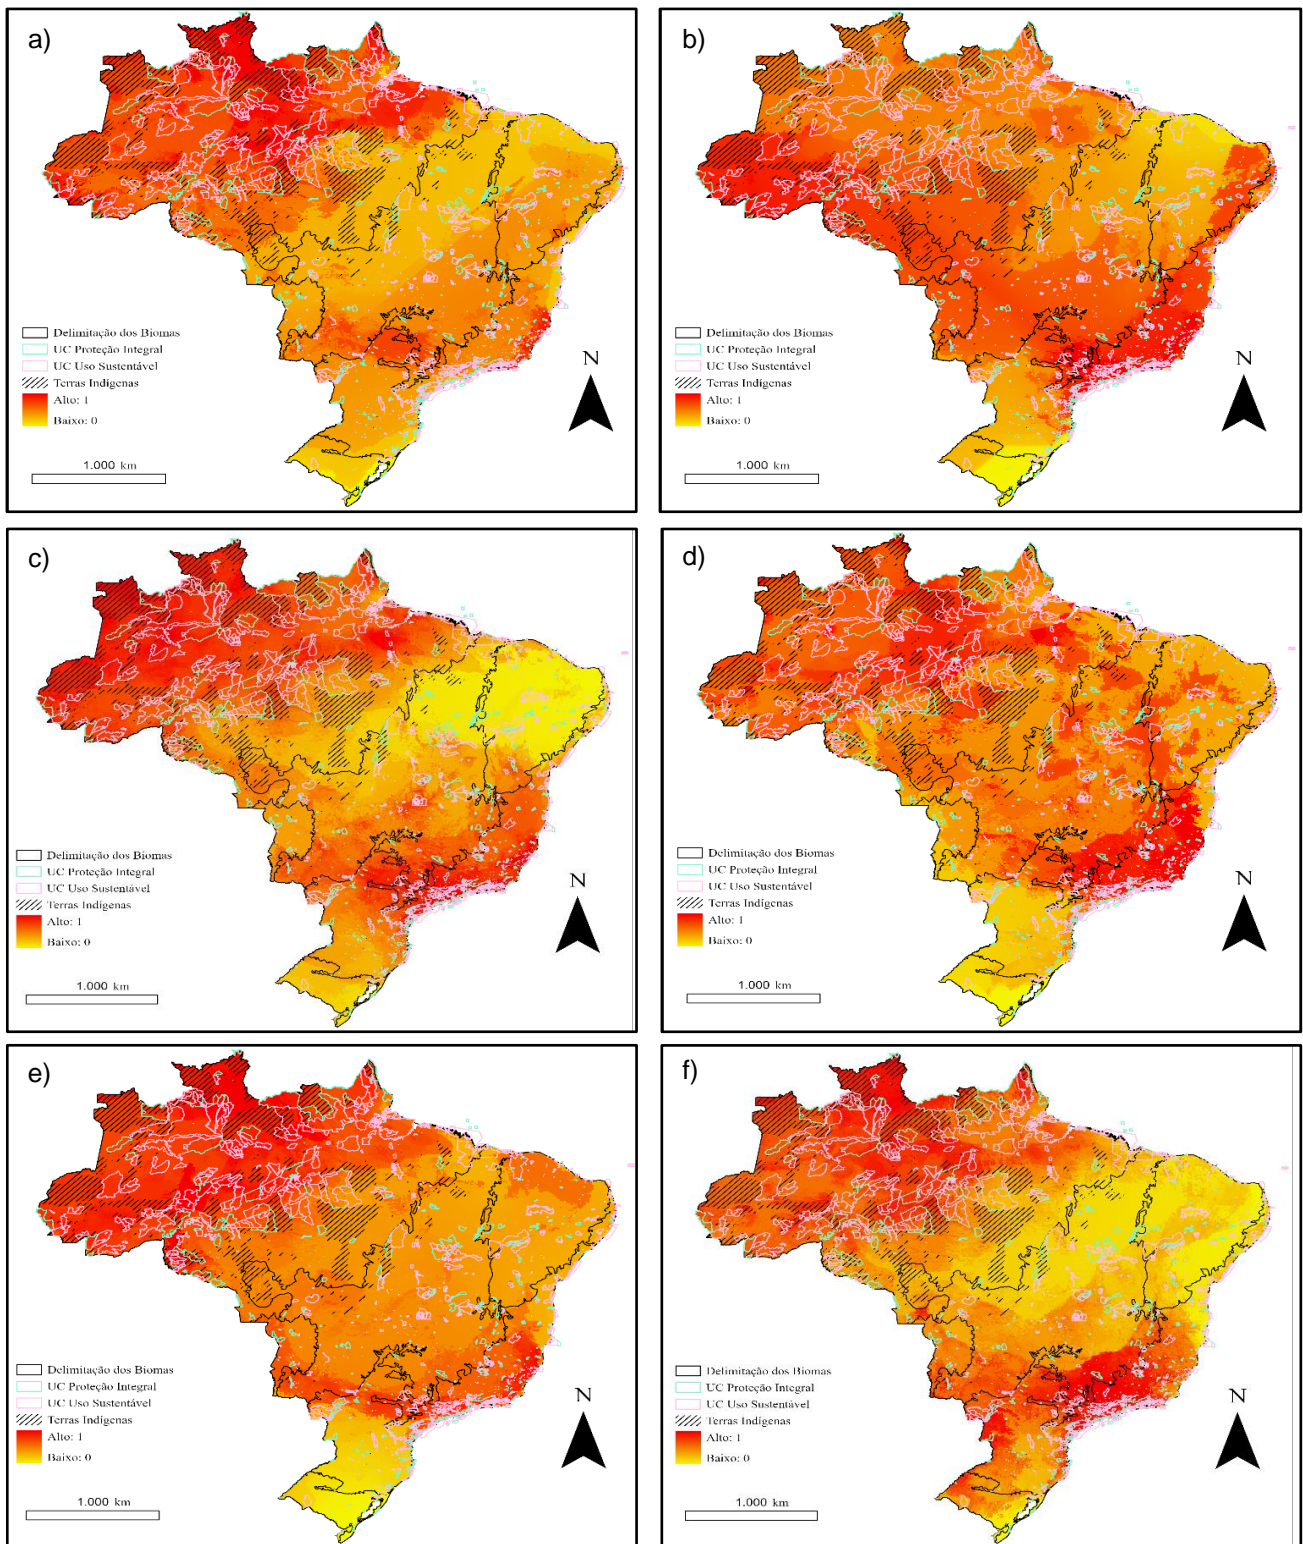 a)
N
Delimitação dos Biomas
UC Proteção Integral
UC Uso Sustentável
Terras Indígenas
Alto: 1
Baixo: 0
1.000 km
b)
N
Delimitação dos Biomas
UC Proteção Integral
UC Uso Sustentável
Terras Indígenas
Alto: 1
Baixo: 0
1.000 km
c)
N
Delimitação dos Biomas
UC Proteção Integral
UC Uso Sustentável
Terras Indígenas
Alto: 1
Baixo: 0
1.000 km
d)
N
Delimitação dos Biomas
UC Proteção Integral
UC Uso Sustentável
Terras Indígenas
Alto: 1
Baixo: 0
1.000 km
e)
N
Delimitação dos Biomas
UC Proteção Integral
UC Uso Sustentável
Terras Indígenas
Alto: 1
Baixo: 0
1.000 km
f)
N
Delimitação dos Biomas
UC Proteção Integral
UC Uso Sustentável
Terras Indígenas
Alto: 1
Baixo: 0
1.000 km